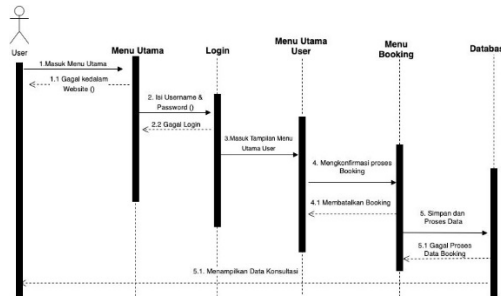 User
Menu Utama
Login
Menu Utama
User
Menu
Booking
Databas
1.Masuk Menu Utama
1.1 Gagal kedalam
Website ()
2. Isi Username &
Password ()
2.2 Gagal Login
3.Masuk Tampilan Menu
Utama User
4. Mengkonfirmasi proses
Booking
4.1 Membatalkan Booking
5. Simpan dan
Proses Data
5.1 Gagal Proses
Data Booking
5.1. Menampilkan Data Konsultasi